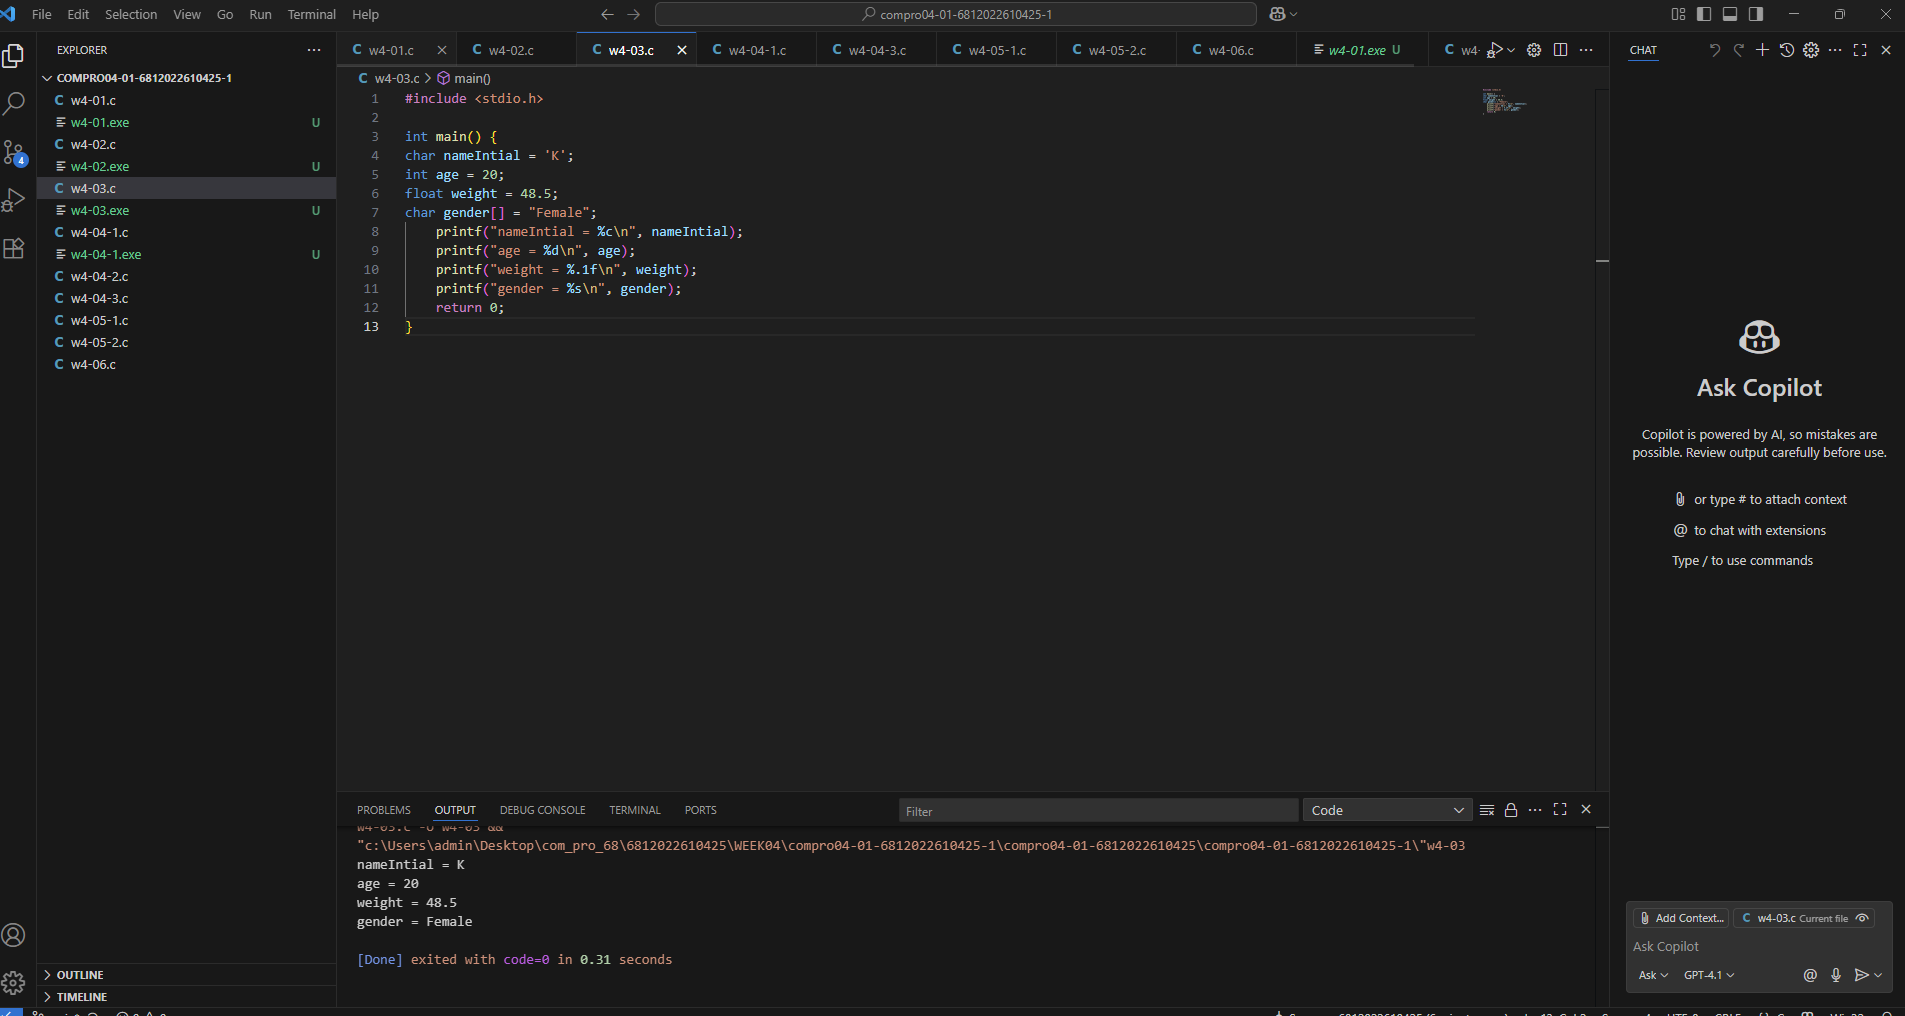 File Edit Selection View Go Run Terminal Help
compro04-01-6812022610425-1
EXPLORER
COMPRO04-01-6812022610425-1
C w4-01.c
w4-01.exe U
C w4-02.c
w4-02.exe U
C w4-03.c
w4-03.exe U
C w4-04-1.c
w4-04-1.exe U
C w4-04-2.c
C w4-04-3.c
C w4-05-1.c
C w4-05-2.c
C w4-06.c
OUTLINE
TIMELINE
4
C w4-01.c C w4-02.c C w4-03.c C w4-04-1.c C w4-04-3.c C w4-05-1.c C w4-05-2.c C w4-06.c w4-01.exe U C w4-
C w4-03.c > main()
1 #include <stdio.h>
2
3 int main() {
4 char nameIntial = 'K';
5 int age = 20;
6 float weight = 48.5;
7 char gender[] = "Female";
8 printf("nameIntial = %c\n", nameIntial);
9 printf("age = %d\n", age);
10 printf("weight = %.1f\n", weight);
11 printf("gender = %s\n", gender);
12 return 0;
13 }
PROBLEMS OUTPUT DEBUG CONSOLE TERMINAL PORTS
Filter
Code
w4-03.c -o w4-03 &&
"c:\Users\admin\Desktop\com_pro_68\6812022610425\WEEK04\compro04-01-6812022610425-1\compro04-01-6812022610425\compro04-01-6812022610425-1\"w4-03
nameIntial = K
age = 20
weight = 48.5
gender = Female
[Done] exited with code=0 in 0.31 seconds
CHAT
Ask Copilot
Copilot is powered by AI, so mistakes are
possible. Review output carefully before use.
or type # to attach context
@ to chat with extensions
Type / to use commands
Add Context... C w4-03.c Current file
Ask Copilot
Ask GPT-4.1 @